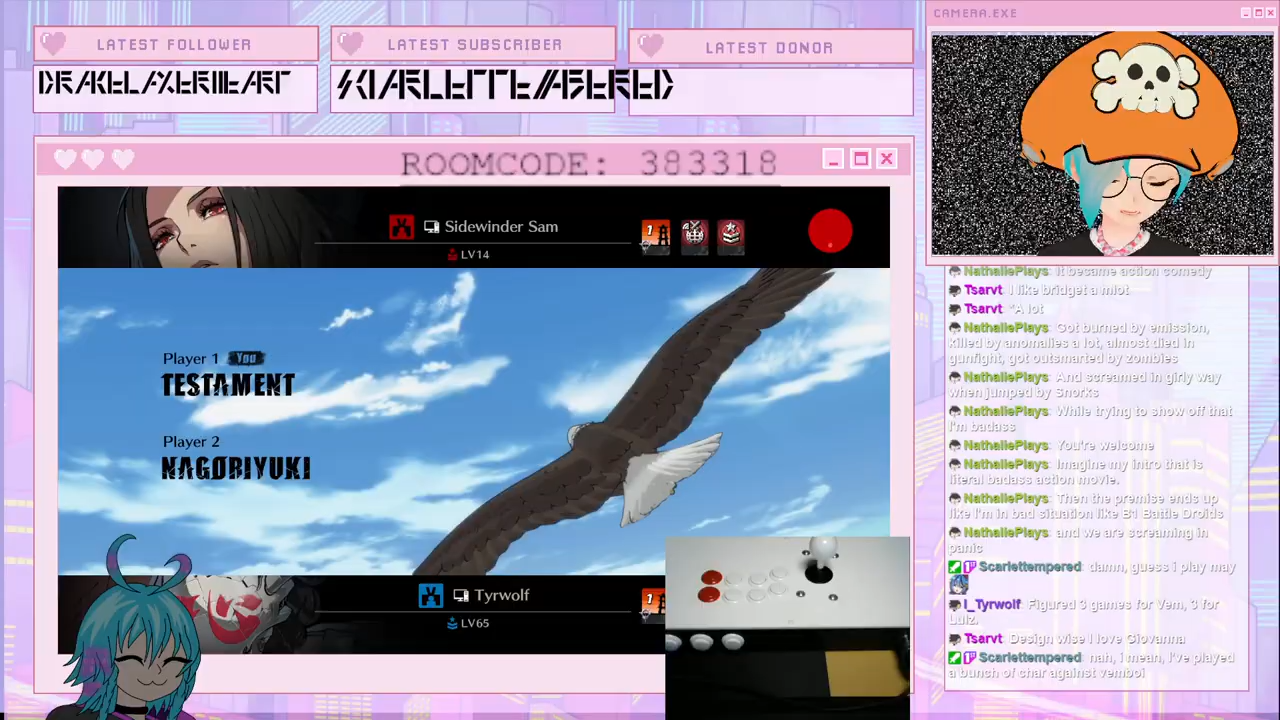 LATEST FOLLOWER
LATEST SUBSCRIBER
LATEST DONOR
CAMERA.EXE
ROOMCODE: 383318
Sidewinder Sam
LV14
1
Player 1 You
TESTAMENT
Player 2
NAGORIYUKI
Tyrwolf
LV65
1
NathaliePlays: It became action comedy
Tsarvt: I like bridget a mlot
Tsarvt: *A lot
NathaliePlays: Got burned by emission,
killed by anomalies a lot, almost died in
gunfight, got outsmarted by zombies
NathaliePlays: And screamed in girly way
when jumped by Snorks
NathaliePlays: While trying to show off that
I'm badass
NathaliePlays: You're welcome
NathaliePlays: Imagine my intro that is
literal badass action movie.
NathaliePlays: Then the premise ends up
like I'm in bad situation like B1 Battle Droids
NathaliePlays: and we are screaming in
panic
Scarlettempered: damn, guess i play may
I_Tyrwolf: Figured 3 games for Vem, 3 for
Luiz.
Tsarvt: Design wise I love Giovanna
Scarlettempered: nah, i mean, I've played
a bunch of char against vemboi